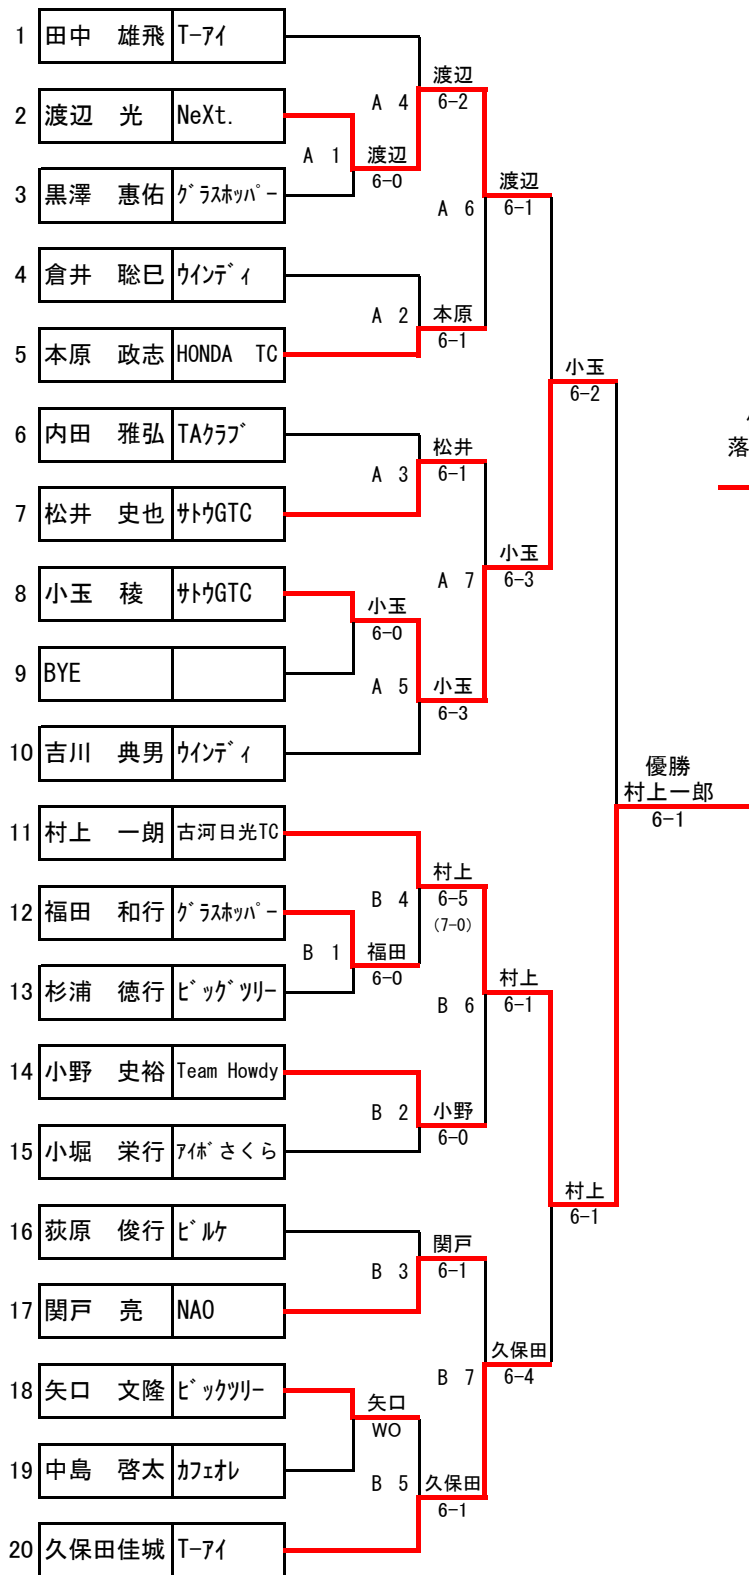 1 田中 雄飛 T-アイ
渡辺
2 渡辺 光 NeXt.
A 4 6-2
A 1 渡辺
6-0
渡辺
3 黒澤 惠佑 グラスホッパー
A 6 6-1
4 倉井 聡巳 ウインディ
A 2 本原
6-1
5 本原 政志 HONDA TC
小玉
6-2
6 内田 雅弘 TAクラブ
松井
落
A 3 6-1
7 松井 史也 サトウGTC
小玉
A 7 6-3
8 小玉 稜 サトウGTC
小玉
6-0
9 BYE
A 5 小玉
6-3
10 吉川 典男 ウインディ
優勝
村上一郎
6-1
11 村上 一朗 古河日光TC
村上
B 4 6-5
(7-0)
12 福田 和行 グラスホッパー
B 1 福田
6-0
村上
13 杉浦 徳行 ビッグツリー
B 6 6-1
14 小野 史裕 Team Howdy
B 2 小野
6-0
15 小堀 栄行 アイボさくら
村上
6-1
16 荻原 俊行 ビルケ
関戸
B 3 6-1
17 関戸 亮 NAO
久保田
B 7 6-4
18 矢口 文隆 ビックツリー
矢口
WO
19 中島 啓太 カフェオレ
B 5 久保田
6-1
20 久保田佳城 T-アイ